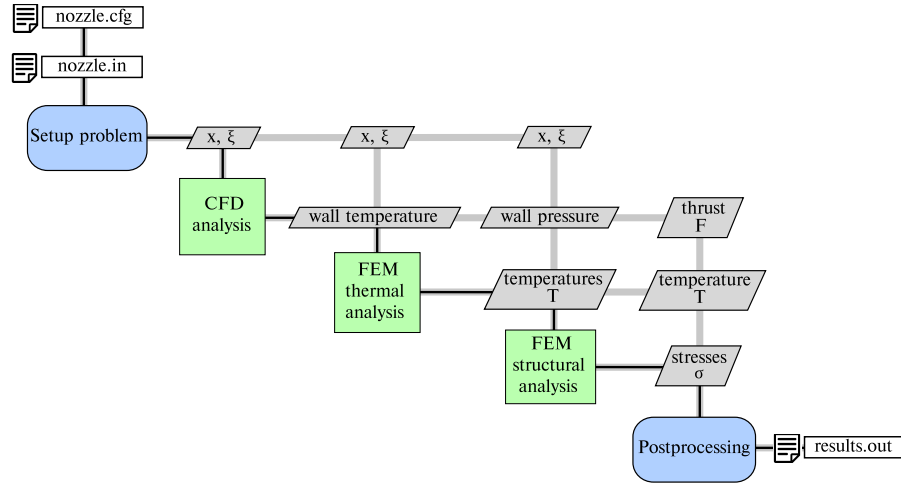 nozzle.cfg
nozzle.in
Setup problem
x, ξ
x, ξ
x, ξ
CFD
analysis
wall temperature
wall pressure
thrust
F
FEM
thermal
analysis
temperatures
T
temperature
T
FEM
structural
analysis
stresses
σ
Postprocessing
results.out